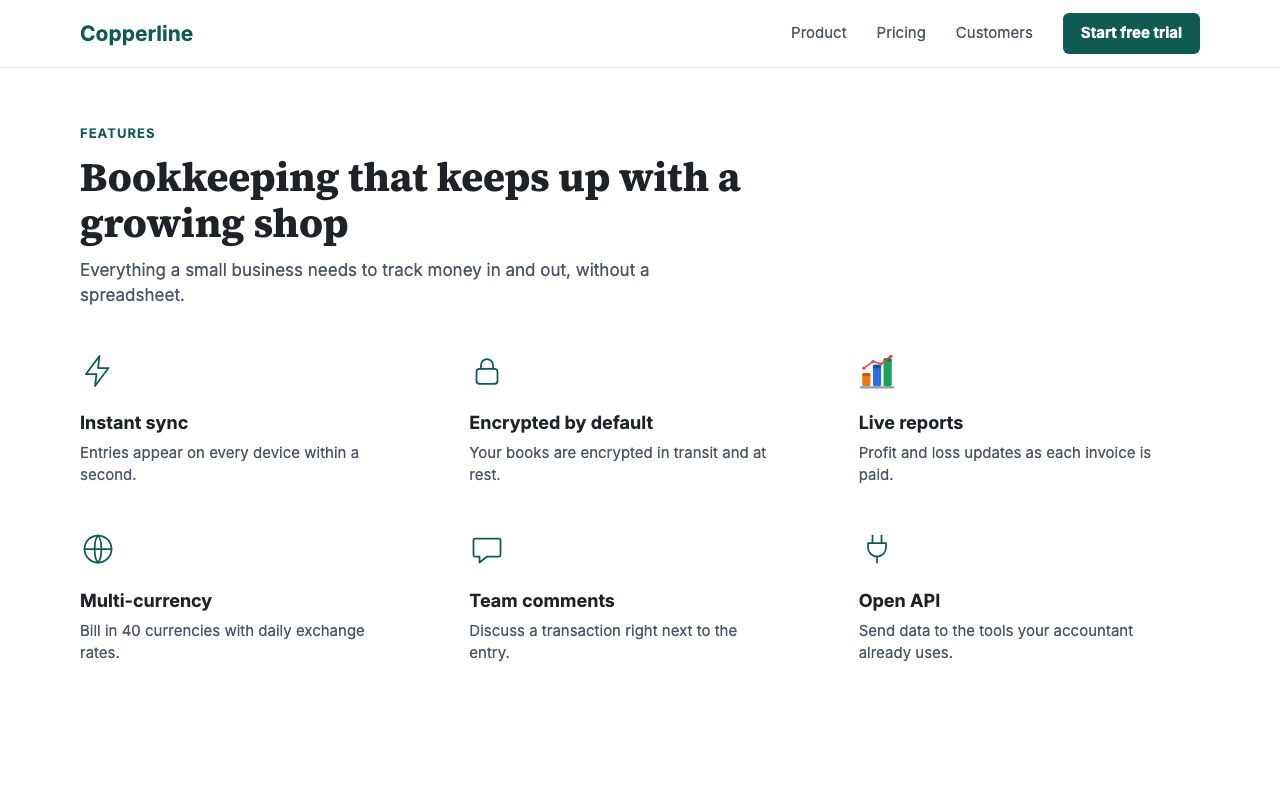 Copperline
Product
Pricing
Customers
Start free trial
FEATURES
Bookkeeping that keeps up with a
growing shop
Everything a small business needs to track money in and out, without a
spreadsheet.
Instant sync
Entries appear on every device within a
second.
Encrypted by default
Your books are encrypted in transit and at
rest.
Live reports
Profit and loss updates as each invoice is
paid.
Multi-currency
Bill in 40 currencies with daily exchange
rates.
Team comments
Discuss a transaction right next to the
entry.
Open API
Send data to the tools your accountant
already uses.